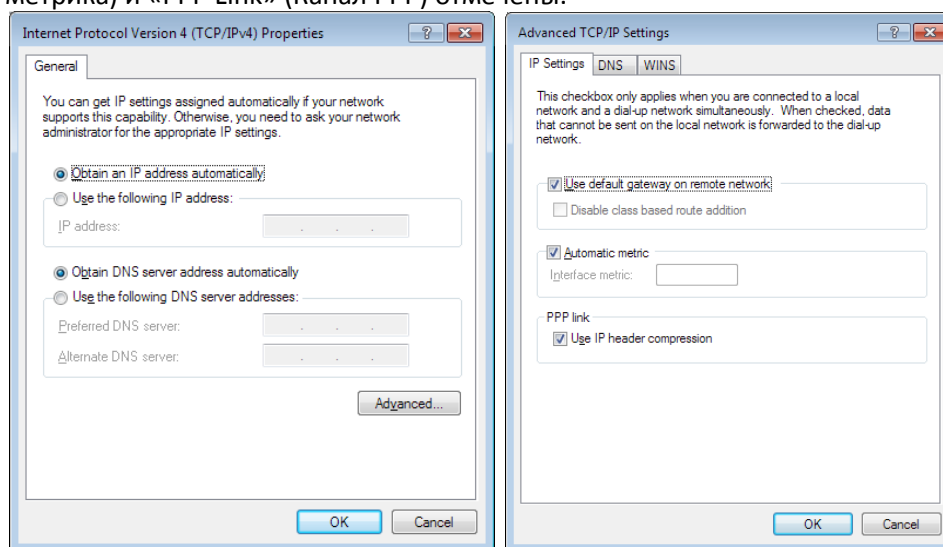 метрика) и «PPP Link» (Канал PPP) отмечены.
Internet Protocol Version 4 (TCP/IPv4) Properties
General
You can get IP settings assigned automatically if your network
supports this capability. Otherwise, you need to ask your network
administrator for the appropriate IP settings.
Obtain an IP address automatically
Use the following IP address:
IP address:
Obtain DNS server address automatically
Use the following DNS server addresses:
Preferred DNS server:
Alternate DNS server:
Advanced...
OK
Cancel
Advanced TCP/IP Settings
IP Settings
DNS
WINS
This checkbox only applies when you are connected to a local
network and a dial-up network simultaneously. When checked, data
that cannot be sent on the local network is forwarded to the dial-up
network.
Use default gateway on remote network
Disable class based route addition
Automatic metric
Interface metric:
PPP link
Use IP header compression
OK
Cancel